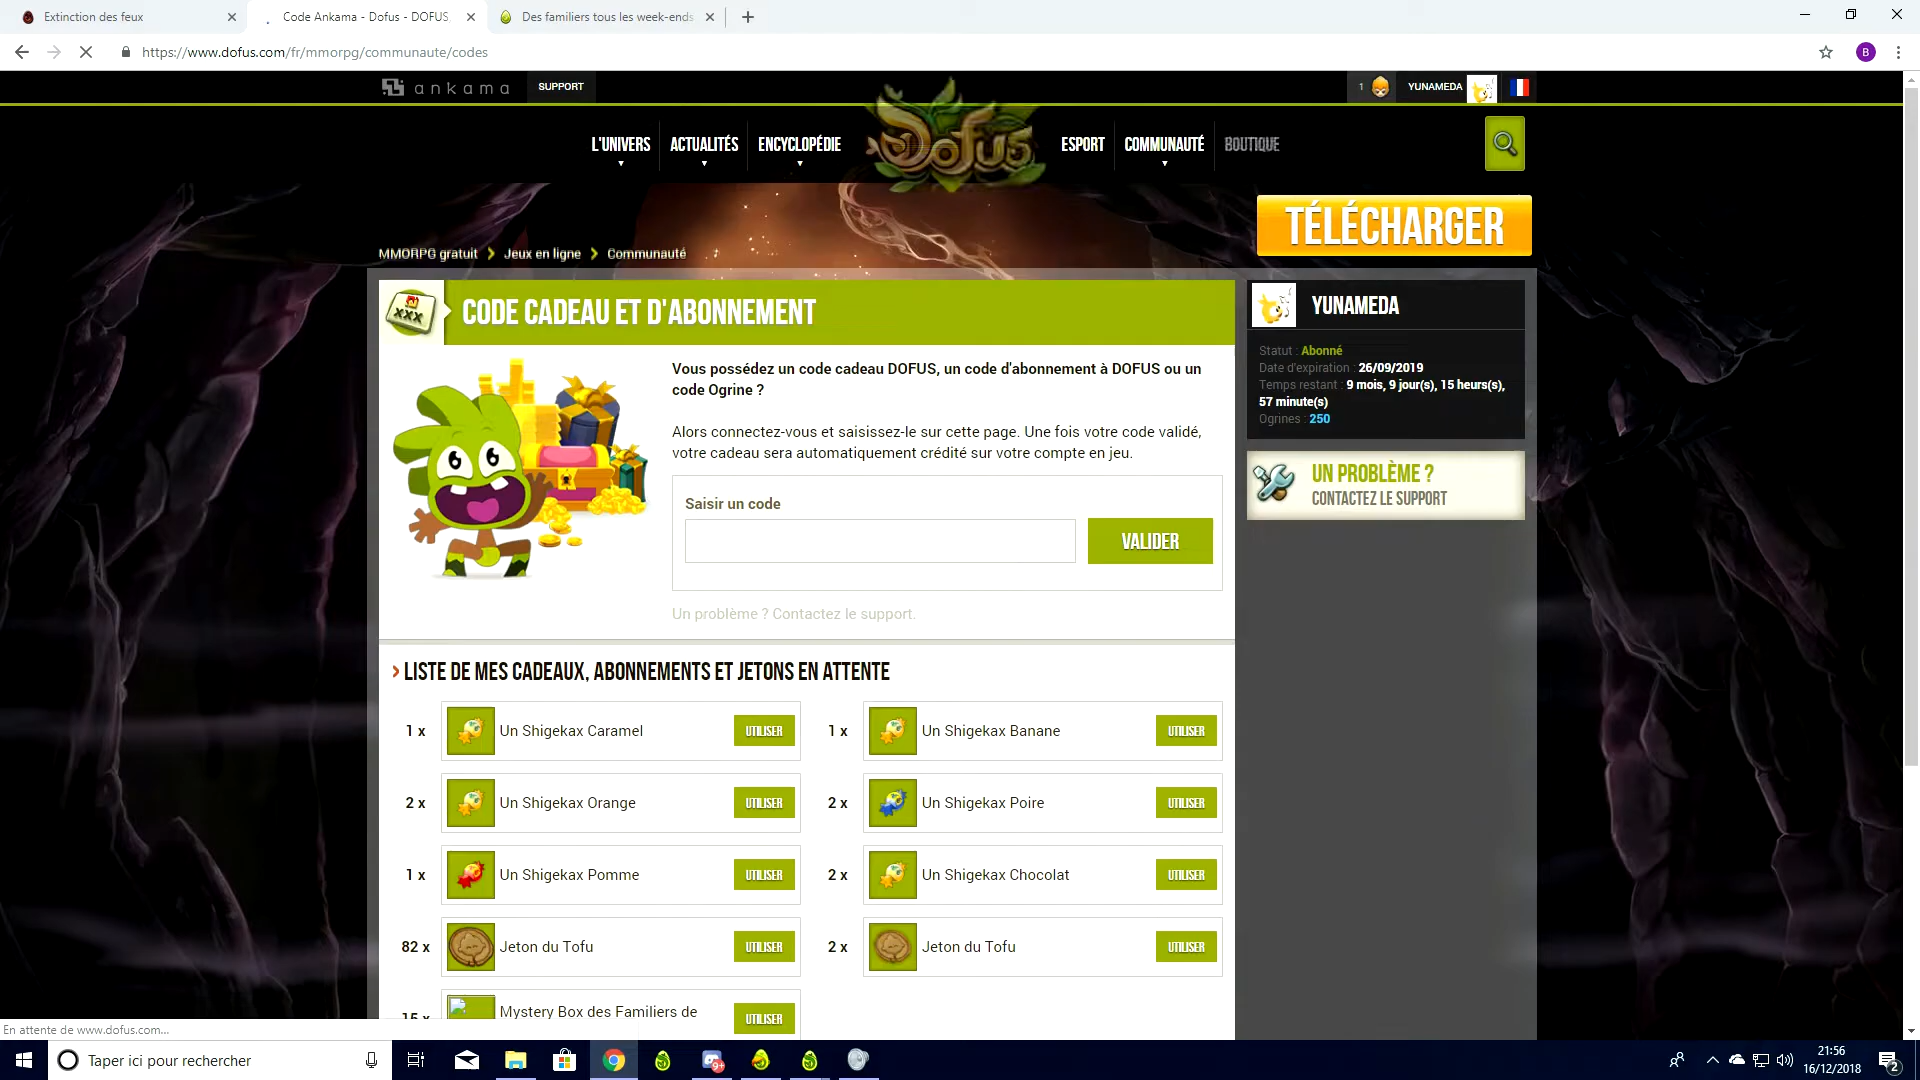 Extinction des feux
Code Ankama - Dofus - DOFUS,
Des familiers tous les week-ends
https://www.dofus.com/fr/mmorpg/communaute/codes
B
ankama
SUPPORT
1
YUNAMEDA
L'UNIVERS
ACTUALITÉS
ENCYCLOPÉDIE
DOFUS
ESPORT
COMMUNAUTÉ
BOUTIQUE
TÉLÉCHARGER
MMORPG gratuit
Jeux en ligne
Communauté
XXX
CODE CADEAU ET D'ABONNEMENT
Vous possédez un code cadeau DOFUS, un code d'abonnement à DOFUS ou un
code Ogrine ?
Alors connectez-vous et saisissez-le sur cette page. Une fois votre code validé,
votre cadeau sera automatiquement crédité sur votre compte en jeu.
Saisir un code
VALIDER
Un problème ? Contactez le support.
YUNAMEDA
Statut : Abonné
Date d'expiration : 26/09/2019
Temps restant : 9 mois, 9 jour(s), 15 heures(s),
57 minute(s)
Ogrines : 250
UN PROBLÈME ?
CONTACTEZ LE SUPPORT
LISTE DE MES CADEAUX, ABONNEMENTS ET JETONS EN ATTENTE
1 x Un Shigekax Caramel UTILISER
1 x Un Shigekax Banane UTILISER
2 x Un Shigekax Orange UTILISER
2 x Un Shigekax Poire UTILISER
1 x Un Shigekax Pomme UTILISER
2 x Un Shigekax Chocolat UTILISER
82 x Jeton du Tofu UTILISER
2 x Jeton du Tofu UTILISER
15 x Mystery Box des Familiers de UTILISER
En attente de www.dofus.com...
Taper ici pour rechercher
9+
21:56
16/12/2018
2